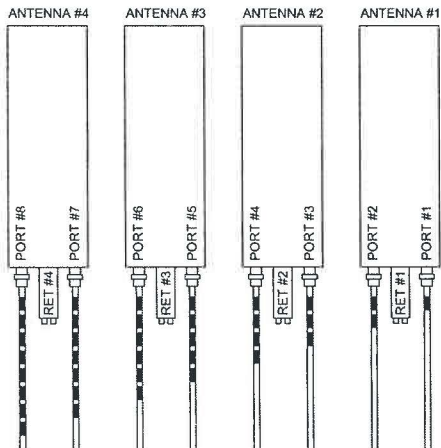 ANTENNA #4
ANTENNA #3
ANTENNA #2
ANTENNA #1
PORT #8
PORT #7
PORT #6
PORT #5
PORT #4
PORT #3
PORT #2
PORT #1
RET #4
RET #3
RET #2
RET #1